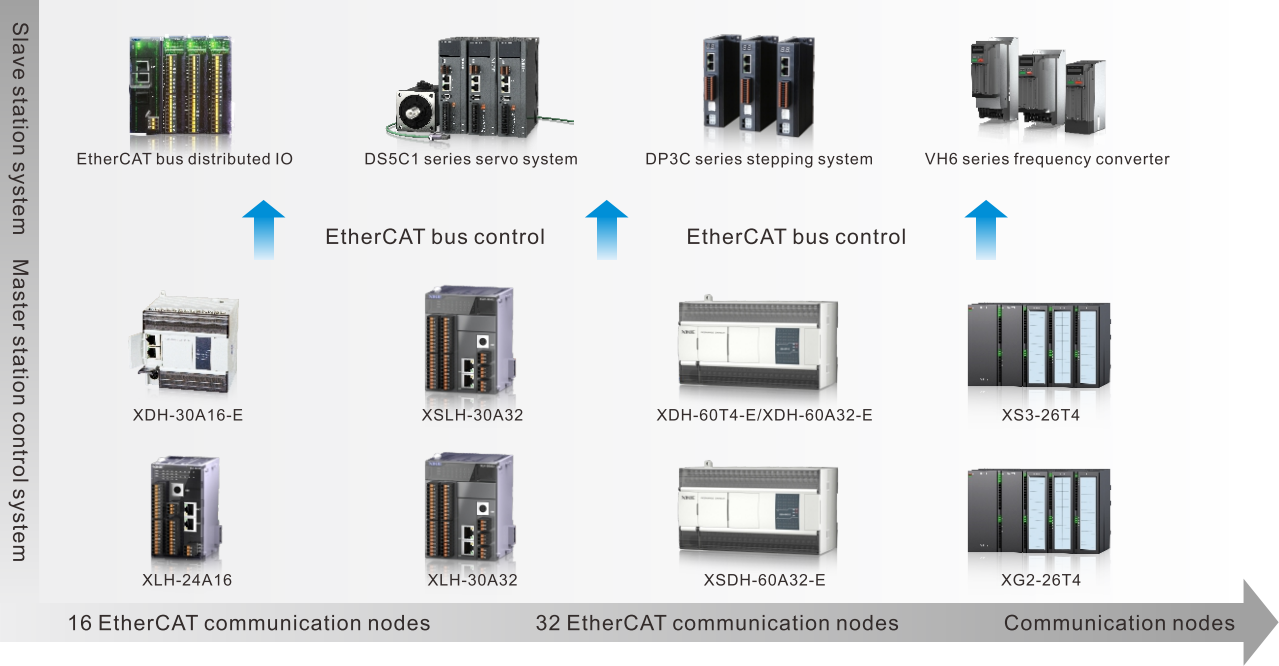 Slave station system
EtherCAT bus distributed IO
DS5C1 series servo system
DP3C series stepping system
VH6 series frequency converter
EtherCAT bus control
EtherCAT bus control
Master station control system
XDH-30A16-E
XSLH-30A32
XDH-60T4-E/XDH-60A32-E
XS3-26T4
XLH-24A16
XLH-30A32
XSDH-60A32-E
XG2-26T4
16 EtherCAT communication nodes
32 EtherCAT communication nodes
Communication nodes